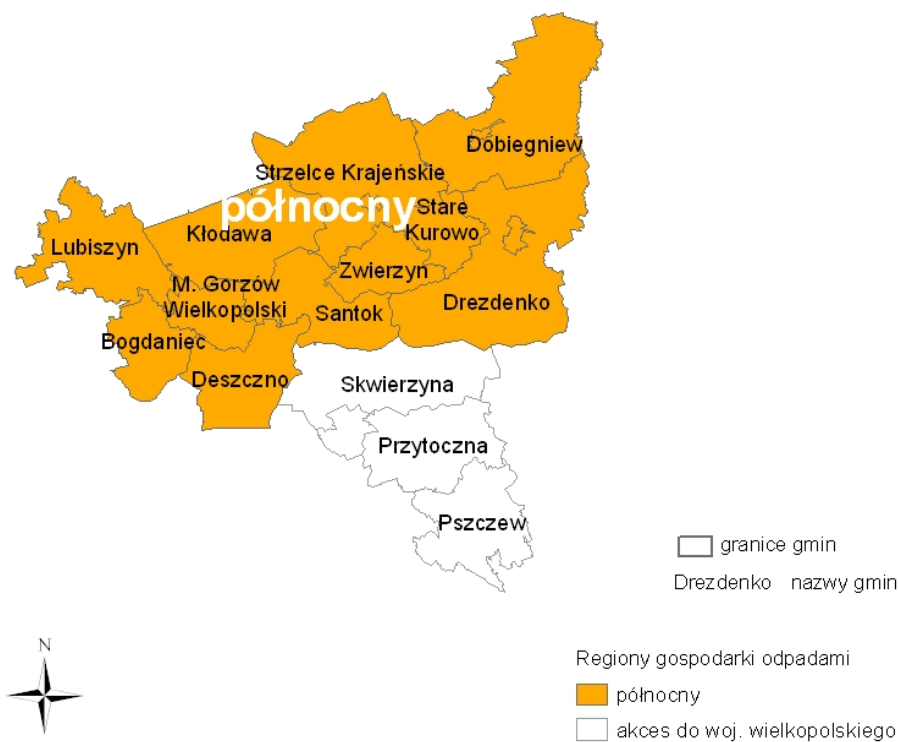 Dobiegniew
Strzelce Krajeńskie
północny
Stare
Kurowo
Kłodawa
Lubiszyn
Zwierzyn
M. Gorzów
Wielkopolski
Santok
Drezdenko
Bogdaniec
Deszczno
Skwierzyna
Przytoczna
Pszczew
granice gmin
Drezdenko nazwy gmin
N
Regiony gospodarki odpadami
północny
akces do woj. wielkopolskiego